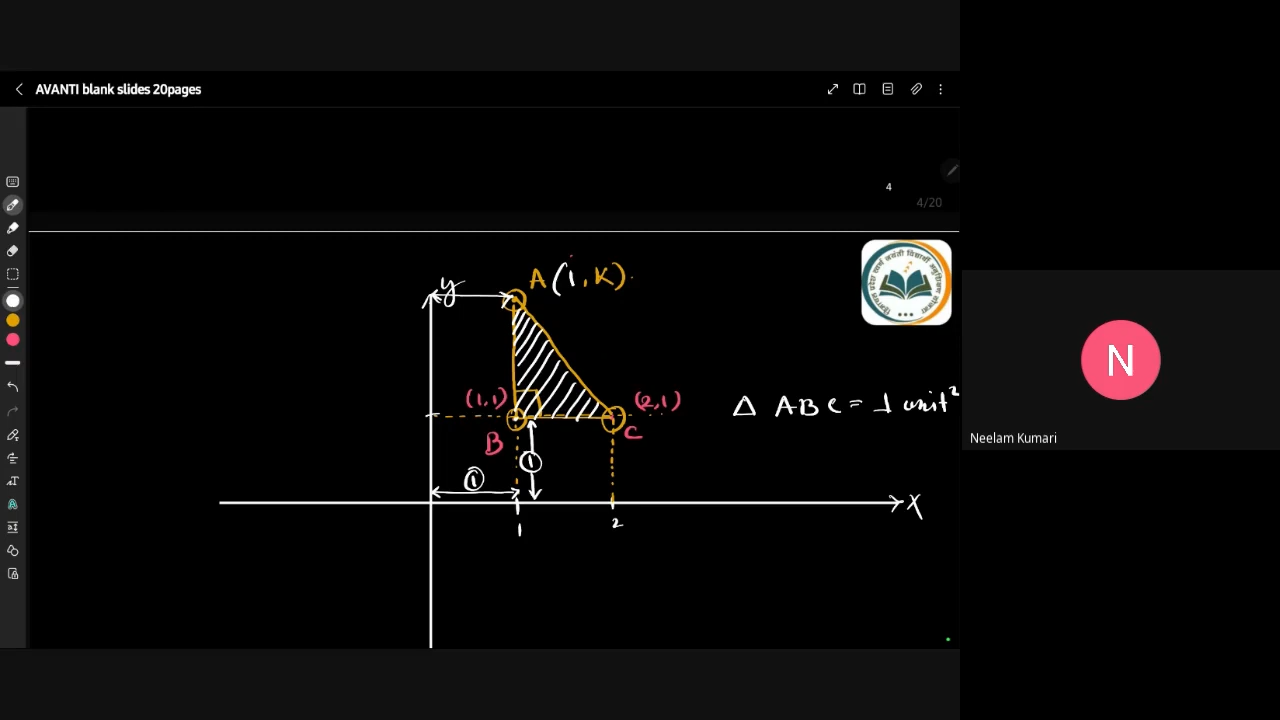 AVANTI blank slides 20pages
4
4/20
y
A (1, K)
(1,1)
(2,1)
B
C
△ ABC = 1 unit²
1
1
x
1
2
N
Neelam Kumari